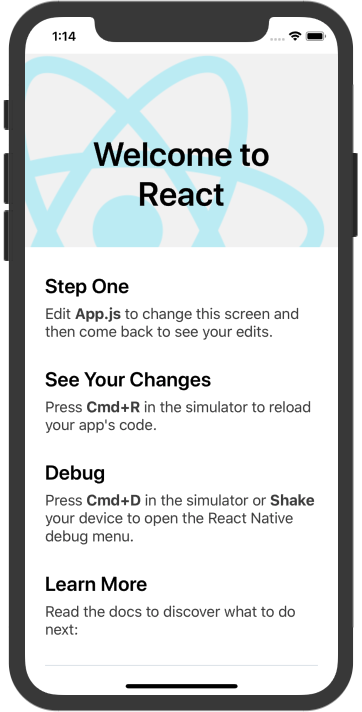 1:14
Welcome to
React
Step One
Edit App.js to change this screen and
then come back to see your edits.
See Your Changes
Press Cmd+R in the simulator to reload
your app's code.
Debug
Press Cmd+D in the simulator or Shake
your device to open the React Native
debug menu.
Learn More
Read the docs to discover what to do
next: